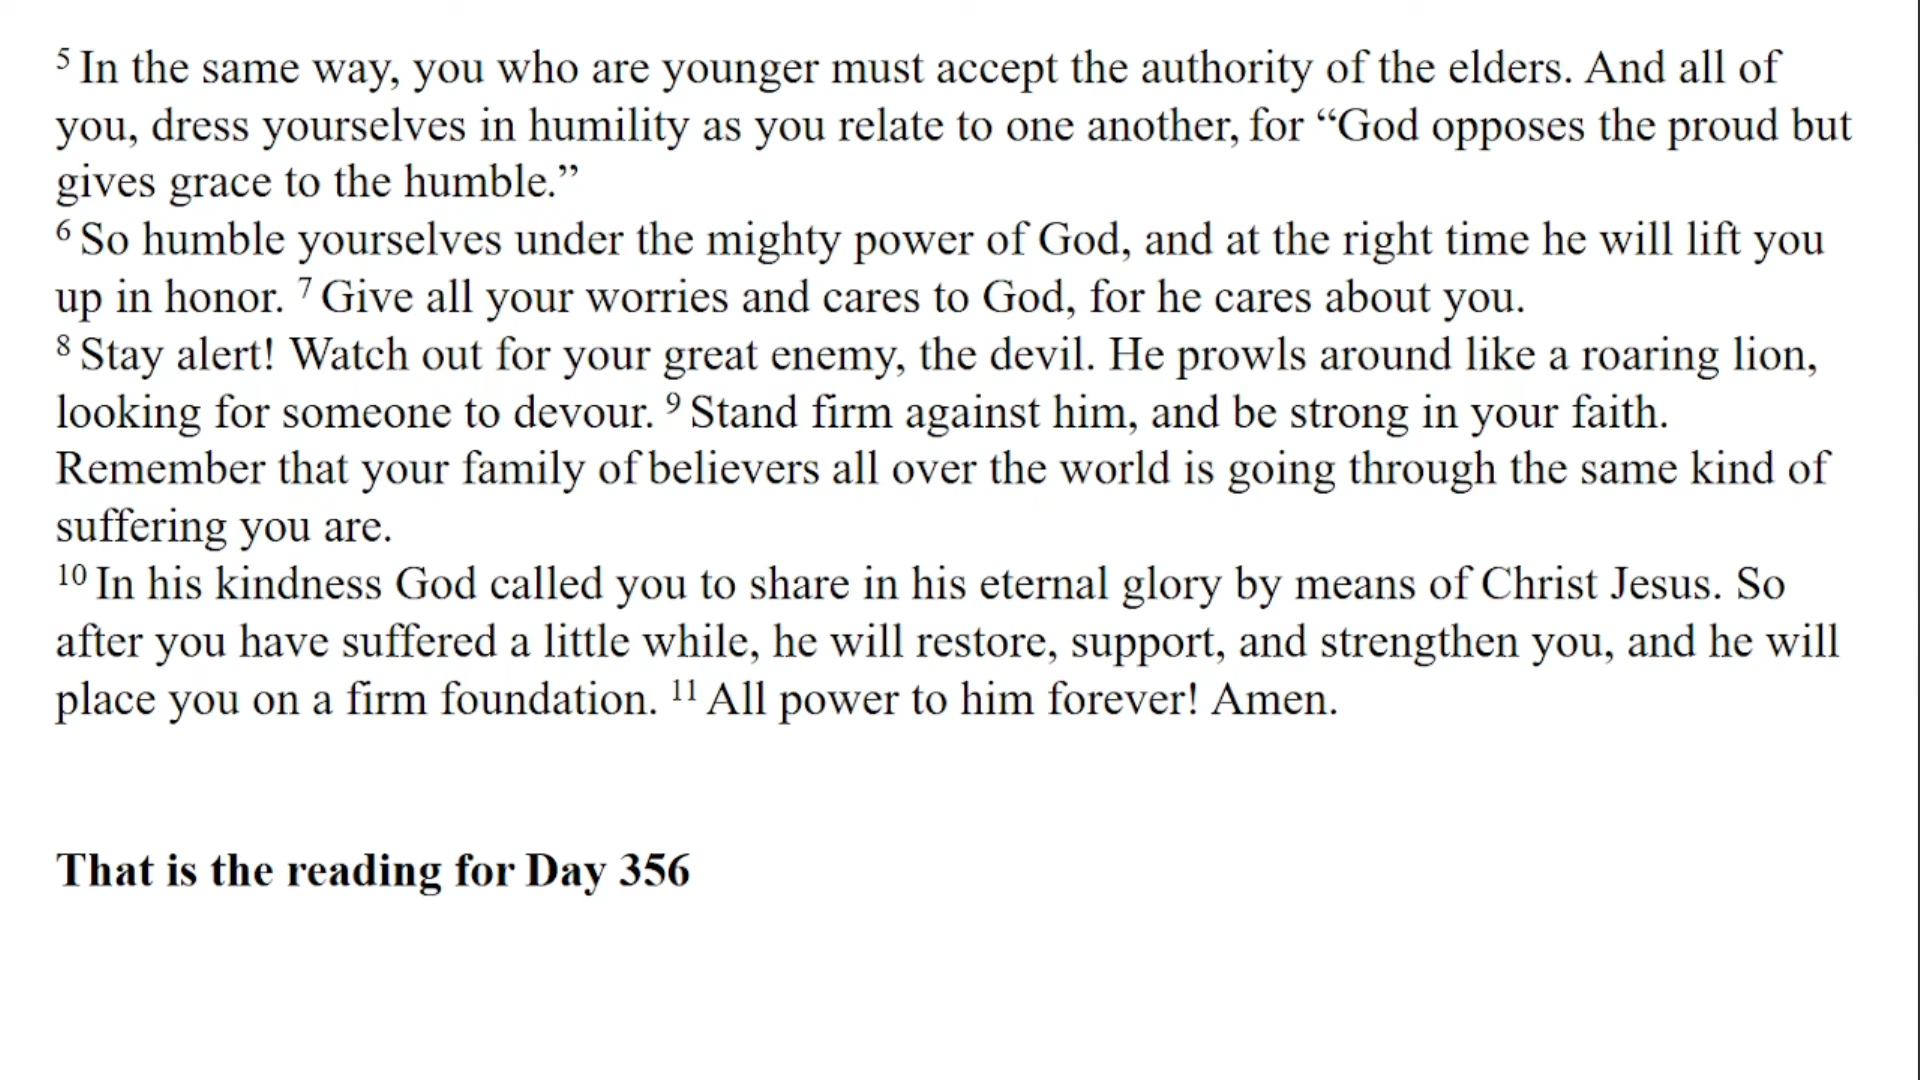 5 In the same way, you who are younger must accept the authority of the elders. And all of
you, dress yourselves in humility as you relate to one another, for “God opposes the proud but
gives grace to the humble.”
6 So humble yourselves under the mighty power of God, and at the right time he will lift you
up in honor. 7 Give all your worries and cares to God, for he cares about you.
8 Stay alert! Watch out for your great enemy, the devil. He prowls around like a roaring lion,
looking for someone to devour. 9 Stand firm against him, and be strong in your faith.
Remember that your family of believers all over the world is going through the same kind of
suffering you are.
10 In his kindness God called you to share in his eternal glory by means of Christ Jesus. So
after you have suffered a little while, he will restore, support, and strengthen you, and he will
place you on a firm foundation. 11 All power to him forever! Amen.
That is the reading for Day 356